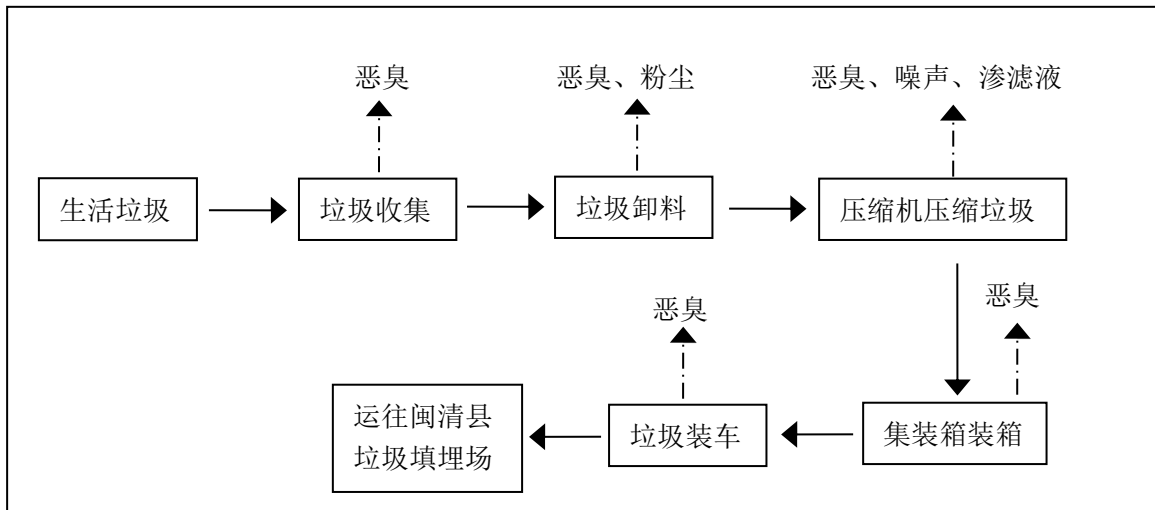 恶臭
恶臭、粉尘
恶臭、噪声、渗滤液
生活垃圾
垃圾收集
垃圾卸料
压缩机压缩垃圾
恶臭
恶臭
运往闽清县
垃圾填埋场
垃圾装车
集装箱装箱